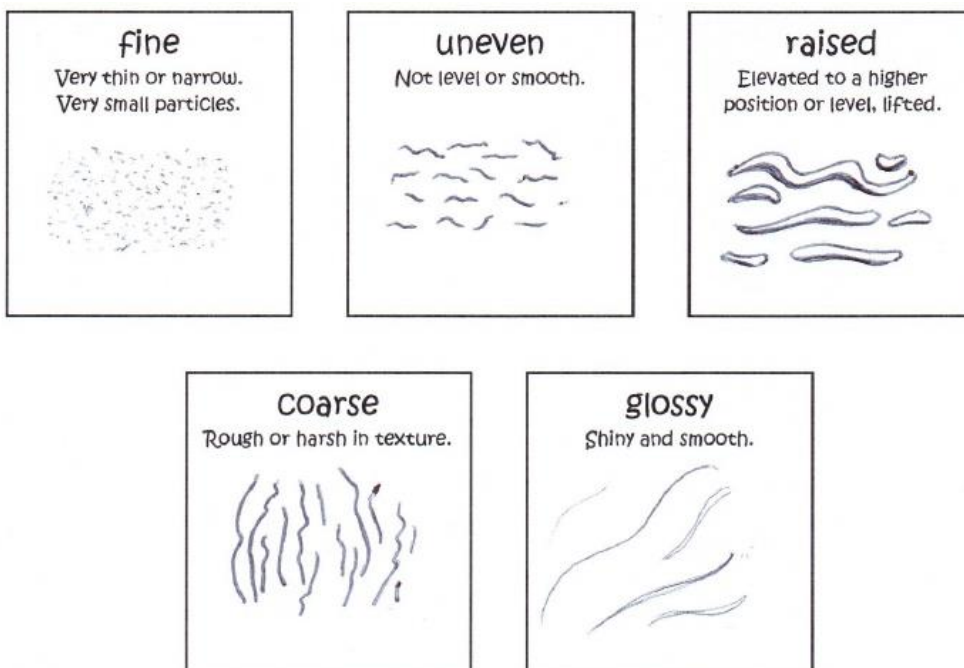 fine
Very thin or narrow.
Very small particles.
uneven
Not level or smooth.
raised
Elevated to a higher
position or level, lifted.
coarse
Rough or harsh in texture.
glossy
Shiny and smooth.